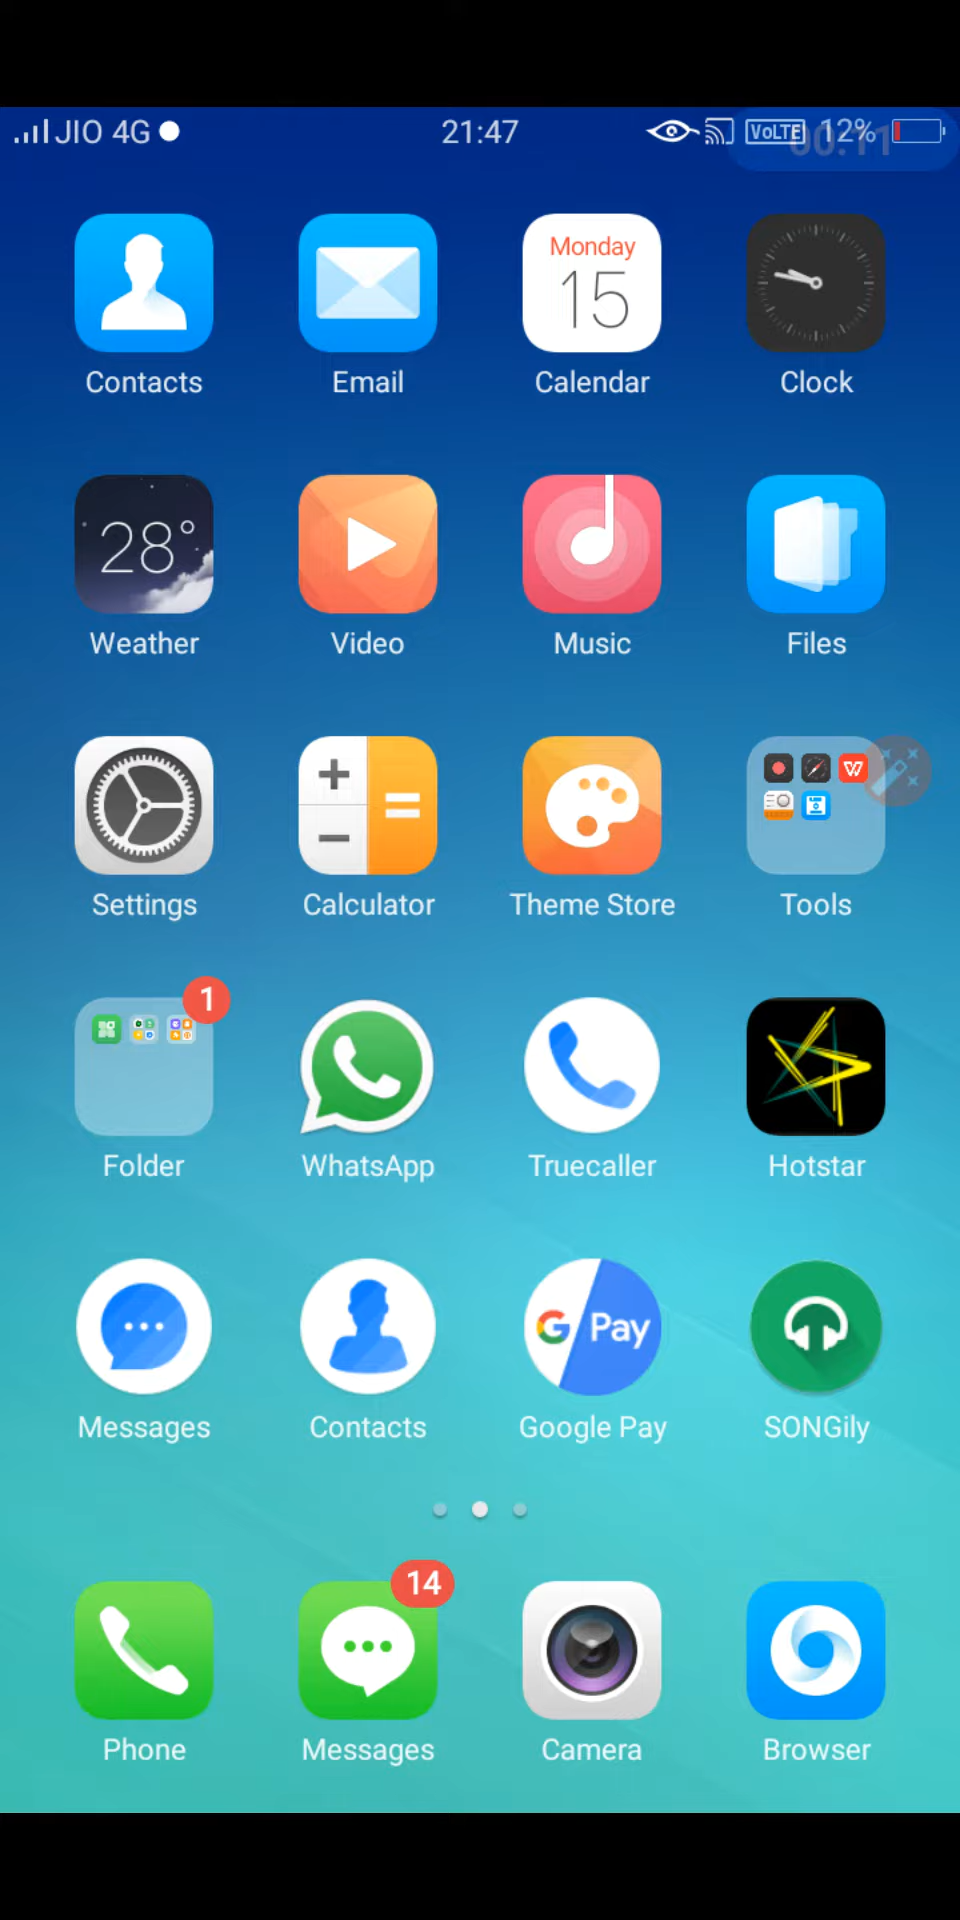 JIO 4G 21:47 VoLTE 12%
00:11
Monday
15
Contacts Email Calendar Clock
28°
Weather Video Music Files
Settings Calculator Theme Store Tools
1
Folder WhatsApp Truecaller Hotstar
G Pay
Messages Contacts Google Pay SONGily
14
Phone Messages Camera Browser